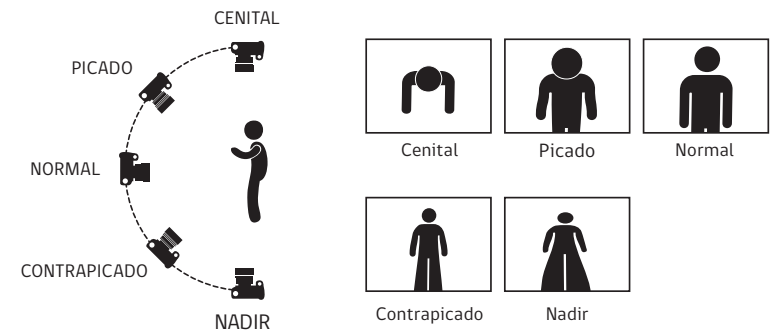 CENITAL
PICADO
NORMAL
CONTRAPICADO
NADIR
Cenital
Picado
Normal
Contrapicado
Nadir